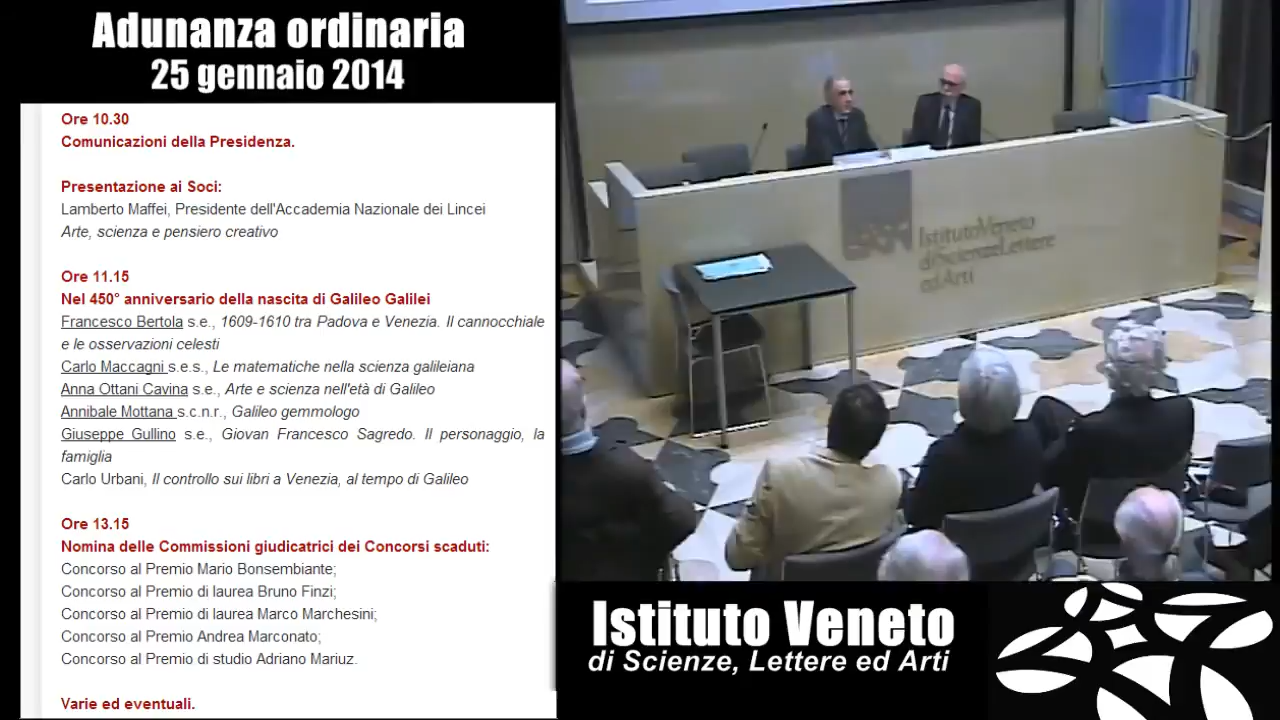 Adunanza ordinaria
25 gennaio 2014
Ore 10.30
Comunicazioni della Presidenza.
Presentazione ai Soci:
Lamberto Maffei, Presidente dell'Accademia Nazionale dei Lincei
Arte, scienza e pensiero creativo
Ore 11.15
Nel 450° anniversario della nascita di Galileo Galilei
Francesco Bertola s.e., 1609-1610 tra Padova e Venezia. Il cannocchiale
e le osservazioni celesti
Carlo Maccagni s.e.s., Le matematiche nella scienza galileiana
Anna Ottani Cavina s.e., Arte e scienza nell'età di Galileo
Annibale Mottana s.c.n.r., Galileo gemmologo
Giuseppe Gullino s.e., Giovan Francesco Sagredo. Il personaggio, la
famiglia
Carlo Urbani, Il controllo sui libri a Venezia, al tempo di Galileo
Ore 13.15
Nomina delle Commissioni giudicatrici dei Concorsi scaduti:
Concorso al Premio Mario Bonsembiante;
Concorso al Premio di laurea Bruno Finzi;
Concorso al Premio di laurea Marco Marchesini;
Concorso al Premio Andrea Marconato;
Concorso al Premio di studio Adriano Mariuz.
Varie ed eventuali.
IstitutoVeneto
diScienzeLettere
ed Arti
Istituto Veneto
di Scienze, Lettere ed Arti